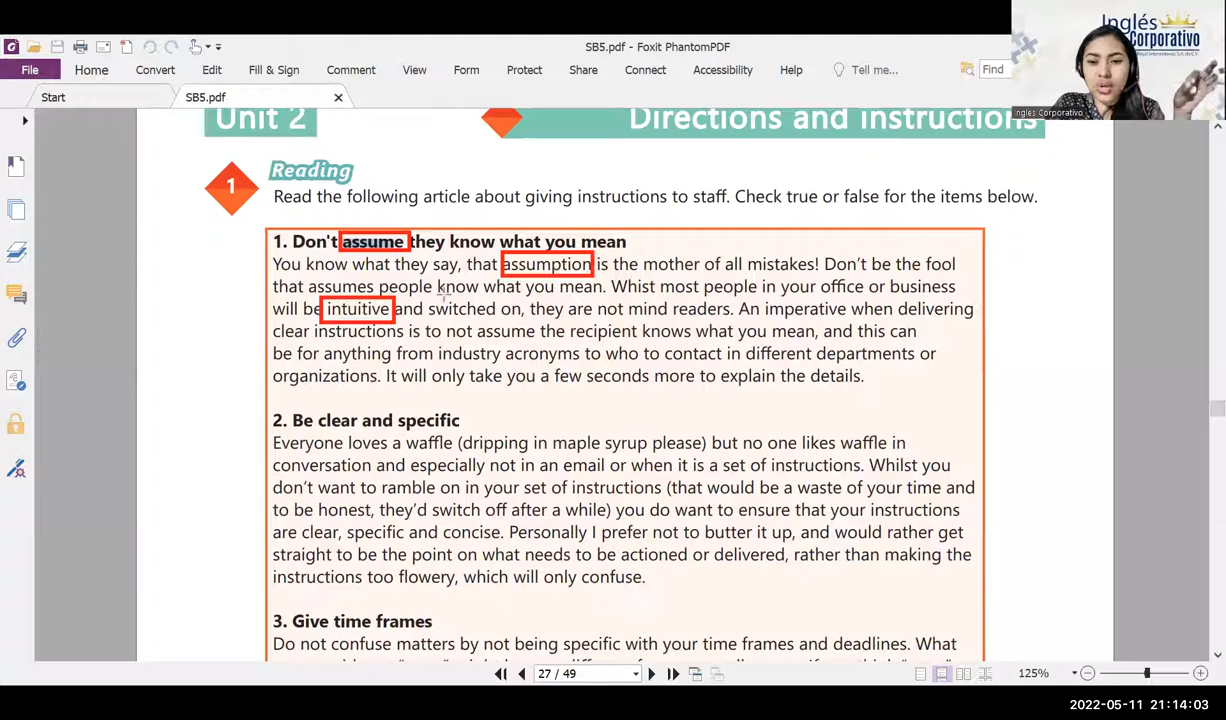 Inglés
Corporativo
Ingles Corporativo
SB5.pdf - Foxit PhantomPDF
File Home Convert Edit Fill & Sign Comment View Form Protect Share Connect Accessibility Help Tell me... Find
Start SB5.pdf
Unit 2 Directions and instructions
Reading
1
Read the following article about giving instructions to staff. Check true or false for the items below.
1. Don't assume they know what you mean
You know what they say, that assumption is the mother of all mistakes! Don't be the fool
that assumes people know what you mean. Whist most people in your office or business
will be intuitive and switched on, they are not mind readers. An imperative when delivering
clear instructions is to not assume the recipient knows what you mean, and this can
be for anything from industry acronyms to who to contact in different departments or
organizations. It will only take you a few seconds more to explain the details.
2. Be clear and specific
Everyone loves a waffle (dripping in maple syrup please) but no one likes waffle in
conversation and especially not in an email or when it is a set of instructions. Whilst you
don't want to ramble on in your set of instructions (that would be a waste of your time and
to be honest, they'd switch off after a while) you do want to ensure that your instructions
are clear, specific and concise. Personally I prefer not to butter it up, and would rather get
straight to be the point on what needs to be actioned or delivered, rather than making the
instructions too flowery, which will only confuse.
3. Give time frames
Do not confuse matters by not being specific with your time frames and deadlines. What
27 / 49
125%
2022-05-11 21:14:03